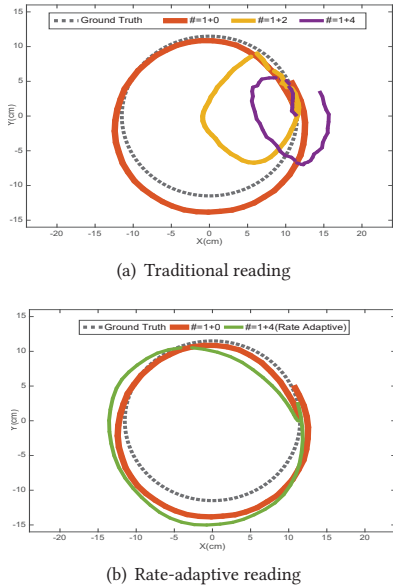 15
Ground Truth #=1+0 #=1+2 #=1+4
10
5
0
-5
-10
-15
Y(cm)
-20 -15 -10 -5 0 5 10 15 20
X(cm)
(a) Traditional reading
15
Ground Truth #=1+0 #=1+4(Rate Adaptive)
10
5
0
-5
-10
-15
Y(cm)
-20 -15 -10 -5 0 5 10 15 20
X(cm)
(b) Rate-adaptive reading